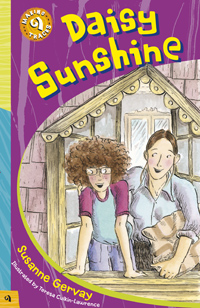 Daisy
Sunshine
Susanne Gervay
Illustrated by Teresa Culkin-Lawrence